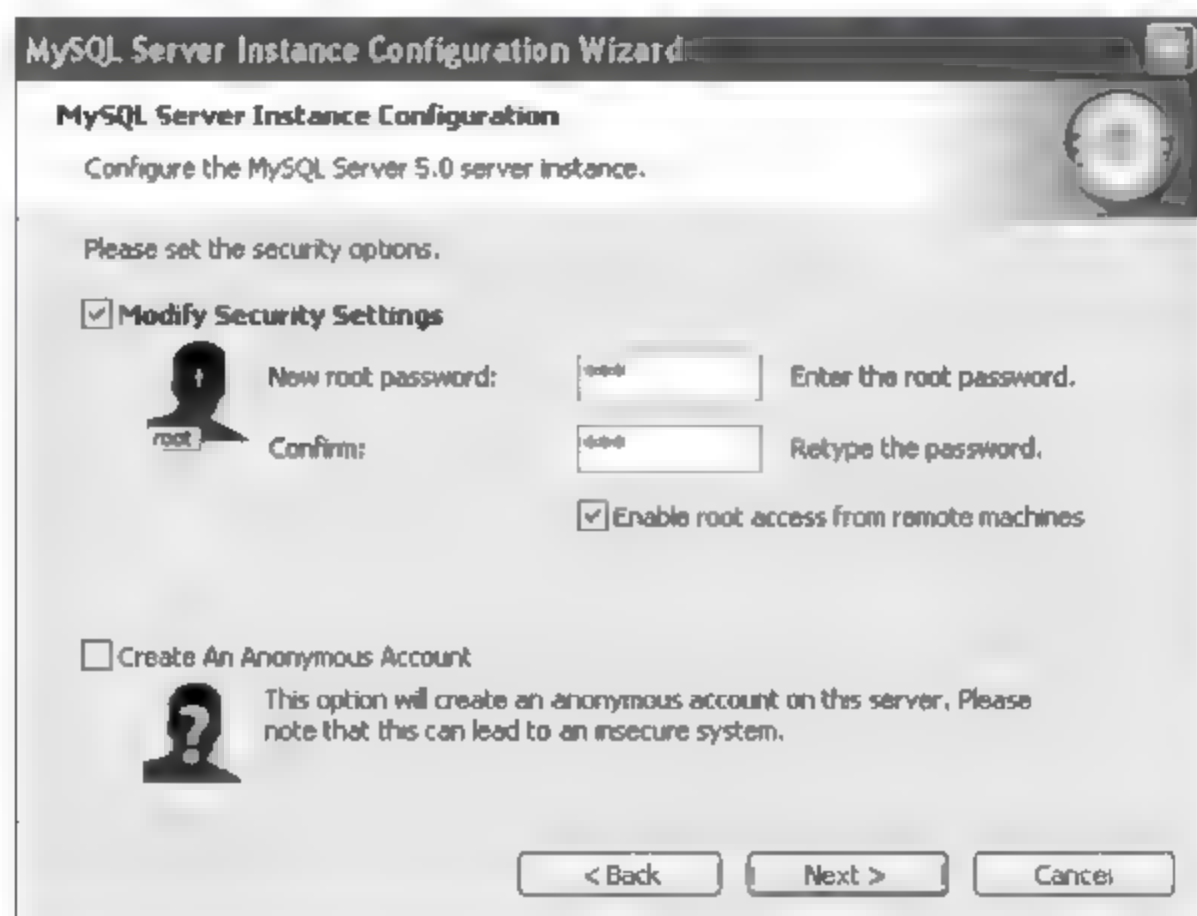 MySQL Server Instance Configuration Wizard
MySQL Server Instance Configuration
Configure the MySQL Server 5.0 server instance.
Please set the security options.
Modify Security Settings
New root password: *** Enter the root password.
root
Confirm: *** Retype the password.
Enable root access from remote machines
Create An Anonymous Account
This option will create an anonymous account on this server. Please
note that this can lead to an insecure system.
< Back Next > Cancel